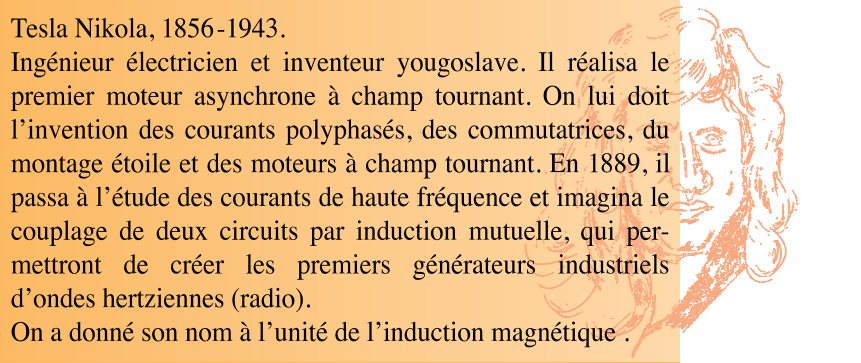 Tesla Nikola, 1856-1943.
Ingénieur électricien et inventeur yougoslave. Il réalisa le
premier moteur asynchrone à champ tournant. On lui doit
l’invention des courants polyphasés, des commutatrices, du
montage étoile et des moteurs à champ tournant. En 1889, il
passa à l’étude des courants de haute fréquence et imagina le
couplage de deux circuits par induction mutuelle, qui per-
mettront de créer les premiers générateurs industriels
d’ondes hertziennes (radio).
On a donné son nom à l’unité de l’induction magnétique .